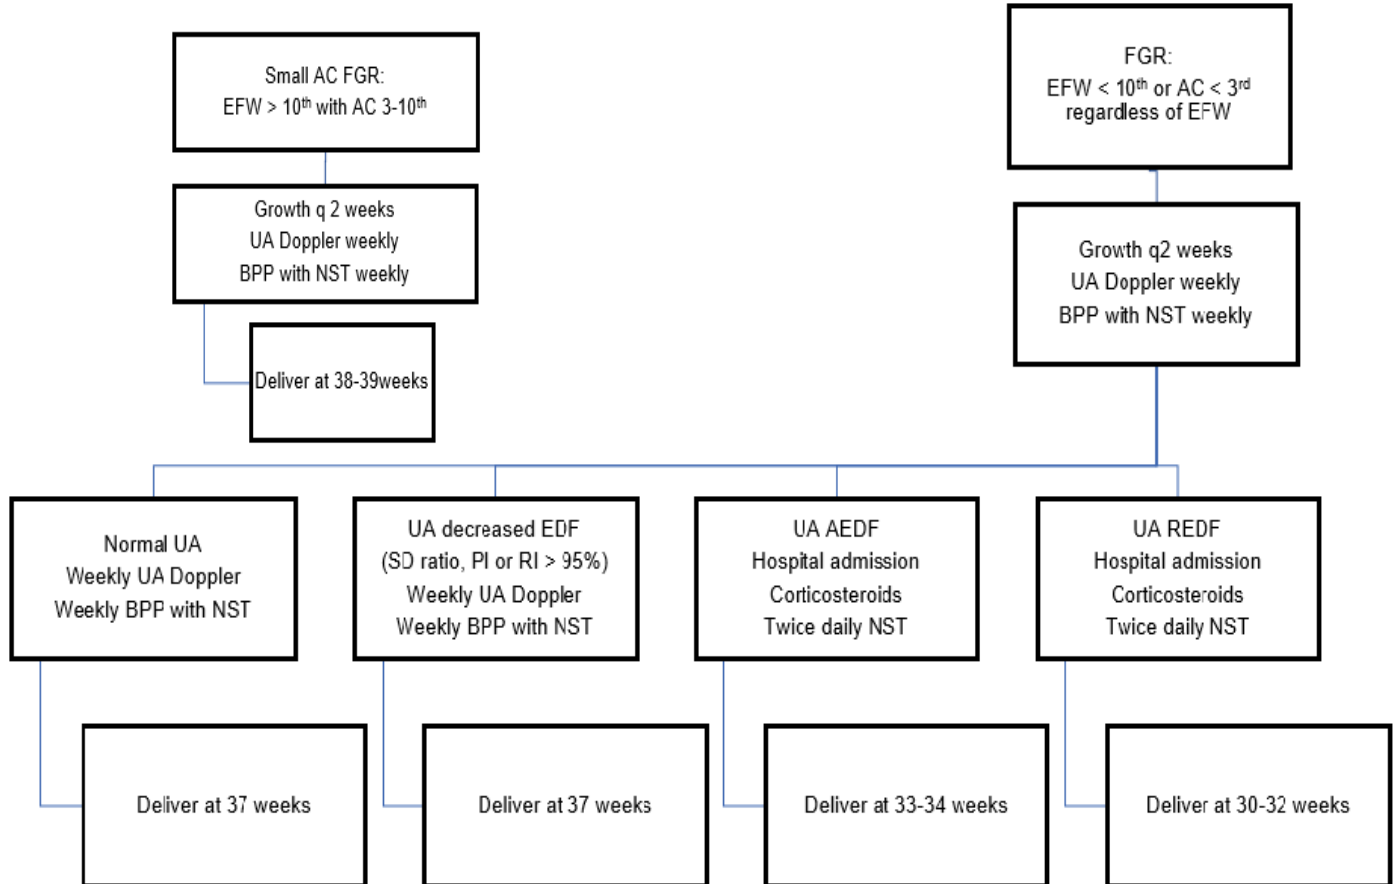 Small AC FGR:
EFW > 10th with AC 3-10th
Growth q 2 weeks
UA Doppler weekly
BPP with NST weekly
Deliver at 38-39weeks
FGR:
EFW < 10th or AC < 3rd
regardless of EFW
Growth q2 weeks
UA Doppler weekly
BPP with NST weekly
Normal UA
Weekly UA Doppler
Weekly BPP with NST
UA decreased EDF
(SD ratio, PI or RI > 95%)
Weekly UA Doppler
Weekly BPP with NST
UA AEDF
Hospital admission
Corticosteroids
Twice daily NST
UA REDF
Hospital admission
Corticosteroids
Twice daily NST
Deliver at 37 weeks
Deliver at 37 weeks
Deliver at 33-34 weeks
Deliver at 30-32 weeks